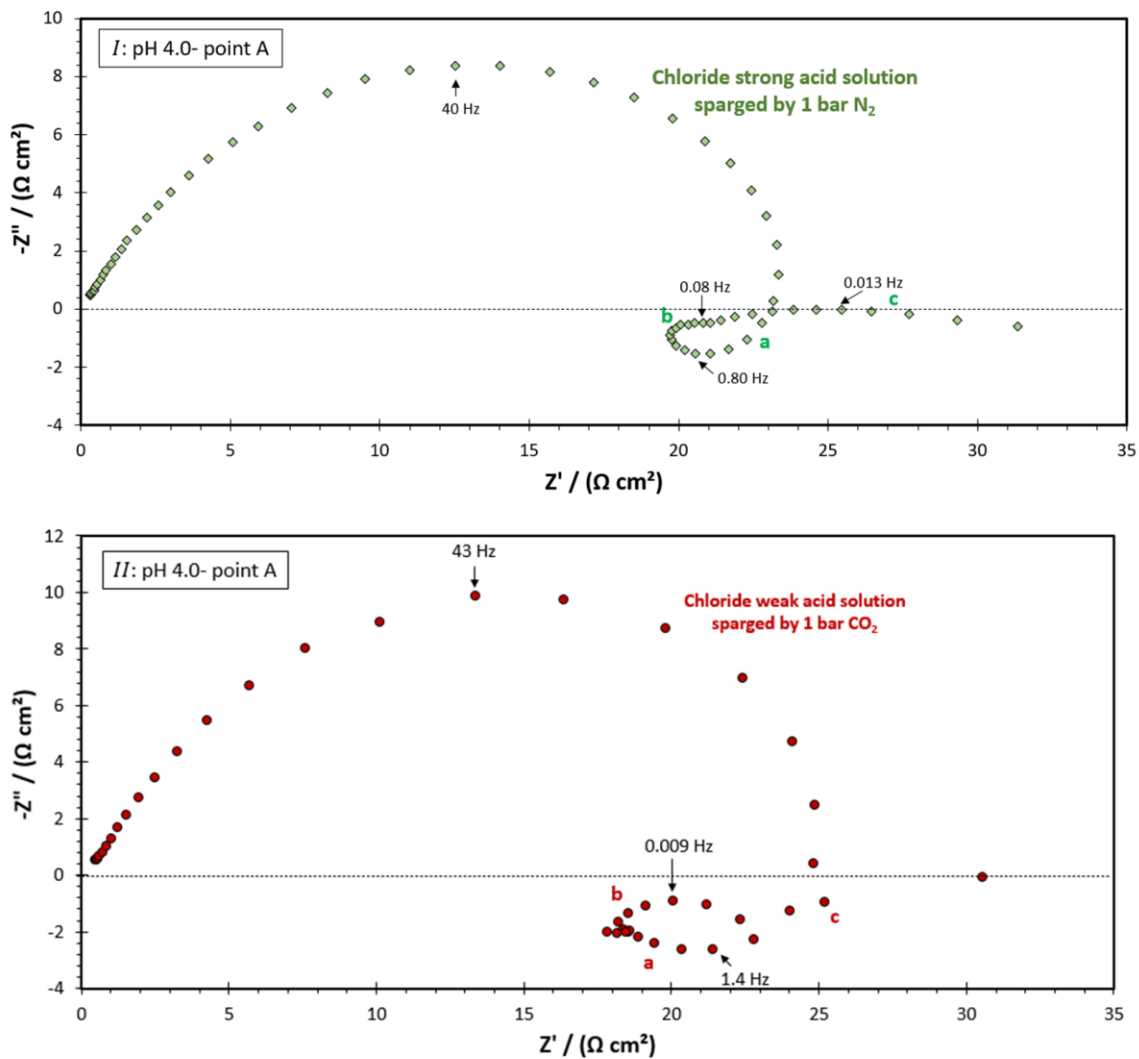 10
8
6
4
2
0
-2
-4
-Z" / (Ω cm²)
I: pH 4.0- point A
Chloride strong acid solution
sparged by 1 bar N₂
40 Hz
0.08 Hz
0.013 Hz
b
c
a
0.80 Hz
0 5 10 15 20 25 30 35
Z' / (Ω cm²)
12
10
8
6
4
2
0
-2
-4
-Z" / (Ω cm²)
II: pH 4.0- point A
43 Hz
Chloride weak acid solution
sparged by 1 bar CO₂
0.009 Hz
b
c
a
1.4 Hz
0 5 10 15 20 25 30 35
Z' / (Ω cm²)